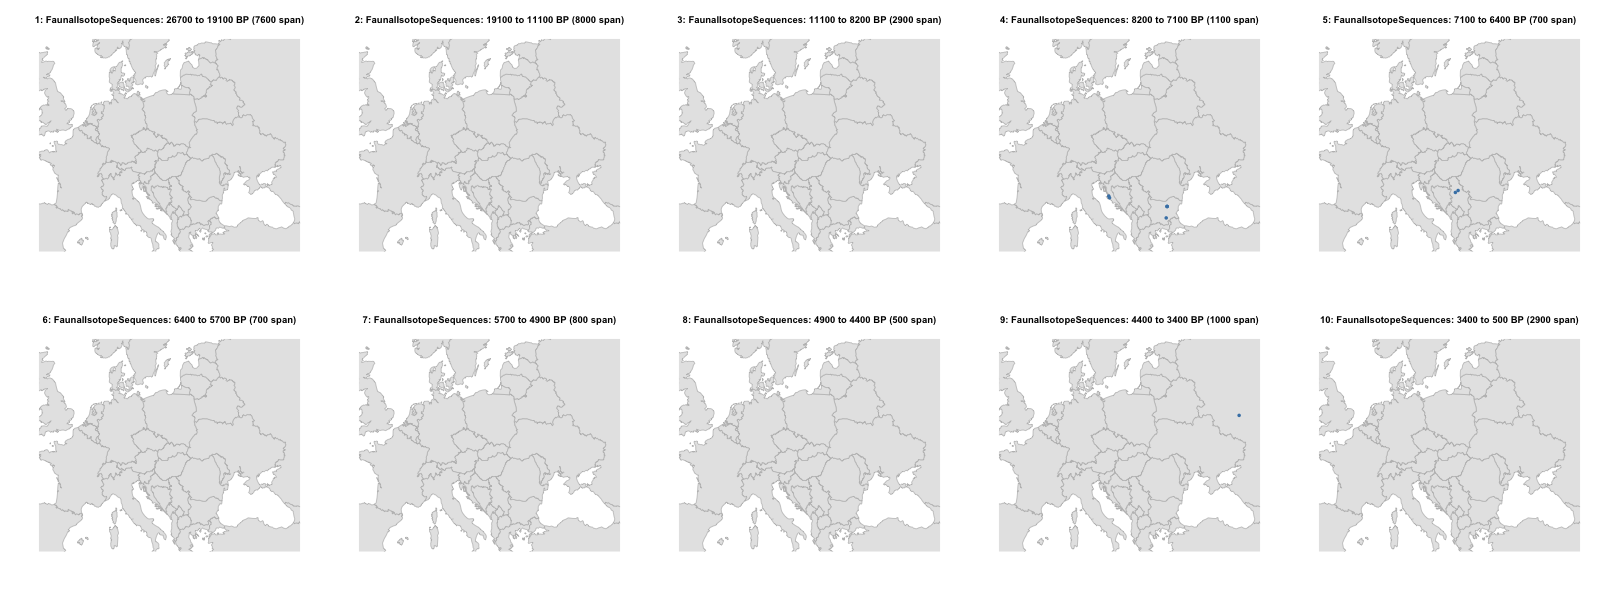 1: FaunalIsotopeSequences: 26700 to 19100 BP (7600 span)
2: FaunalIsotopeSequences: 19100 to 11100 BP (8000 span)
3: FaunalIsotopeSequences: 11100 to 8200 BP (2900 span)
4: FaunalIsotopeSequences: 8200 to 7100 BP (1100 span)
5: FaunalIsotopeSequences: 7100 to 6400 BP (700 span)
6: FaunalIsotopeSequences: 6400 to 5700 BP (700 span)
7: FaunalIsotopeSequences: 5700 to 4900 BP (800 span)
8: FaunalIsotopeSequences: 4900 to 4400 BP (500 span)
9: FaunalIsotopeSequences: 4400 to 3400 BP (1000 span)
10: FaunalIsotopeSequences: 3400 to 500 BP (2900 span)